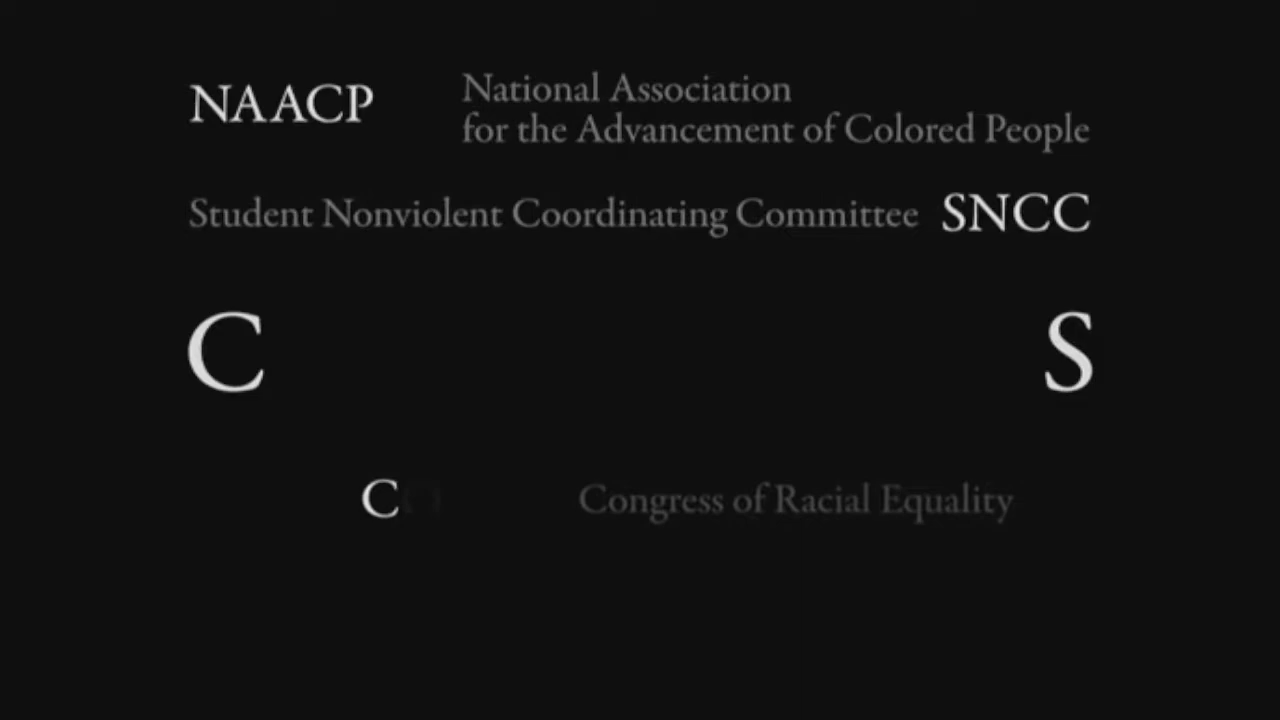 NAACP
National Association
for the Advancement of Colored People
Student Nonviolent Coordinating Committee SNCC
C S
C Congress of Racial Equality